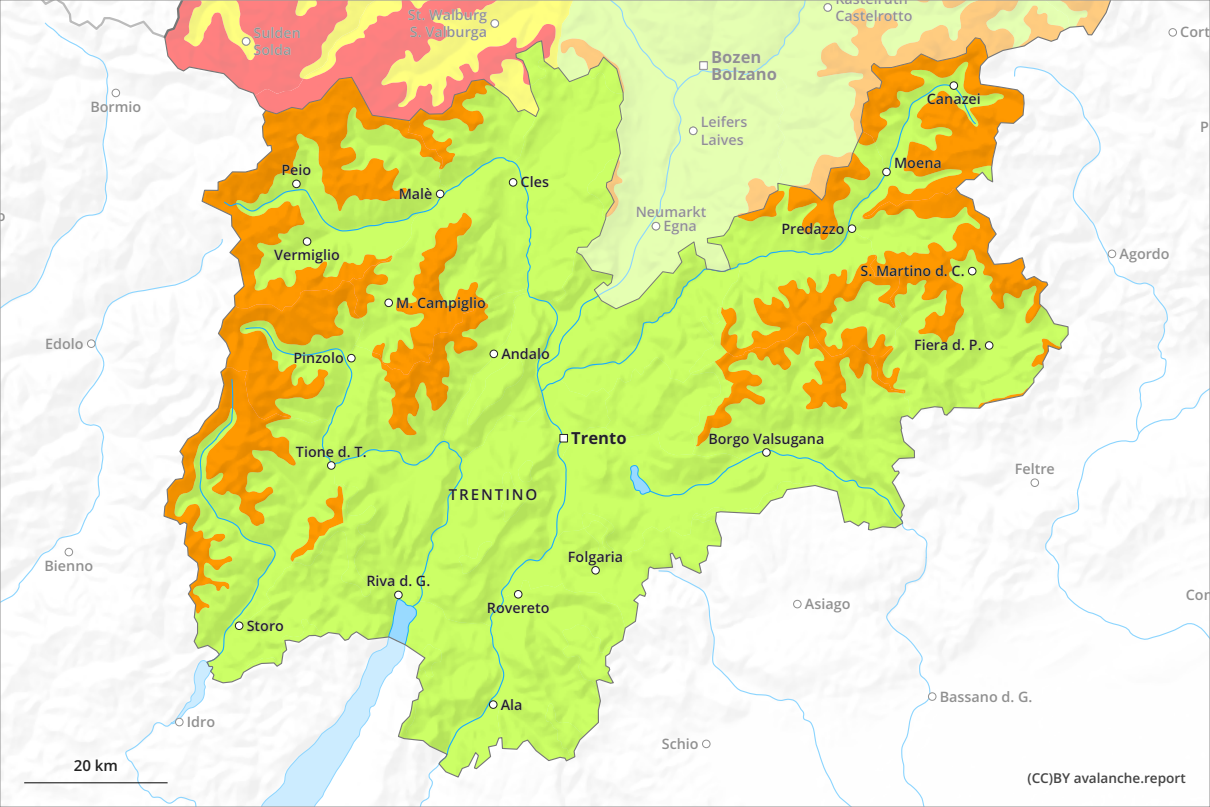 Kastelruth
Castelrotto
St. Walburg
S. Valburga
Sulden
Solda
Cort
Bozen
Bolzano
Bormio
Canazei
Leifers
Laives
P
Moena
Peio
Malè
Cles
Neumarkt
Egna
Predazzo
Vermiglio
Agordo
S. Martino d. C.
M. Campiglio
Edolo
Pinzolo
Andalo
Fiera d. P.
Trento
Borgo Valsugana
Tione d. T.
Feltre
TRENTINO
Bienno
Folgaria
Riva d. G.
Cor
Rovereto
Asiago
Storo
Bassano d. G.
Ala
Idro
Schio
20 km
(CC)BY avalanche.report